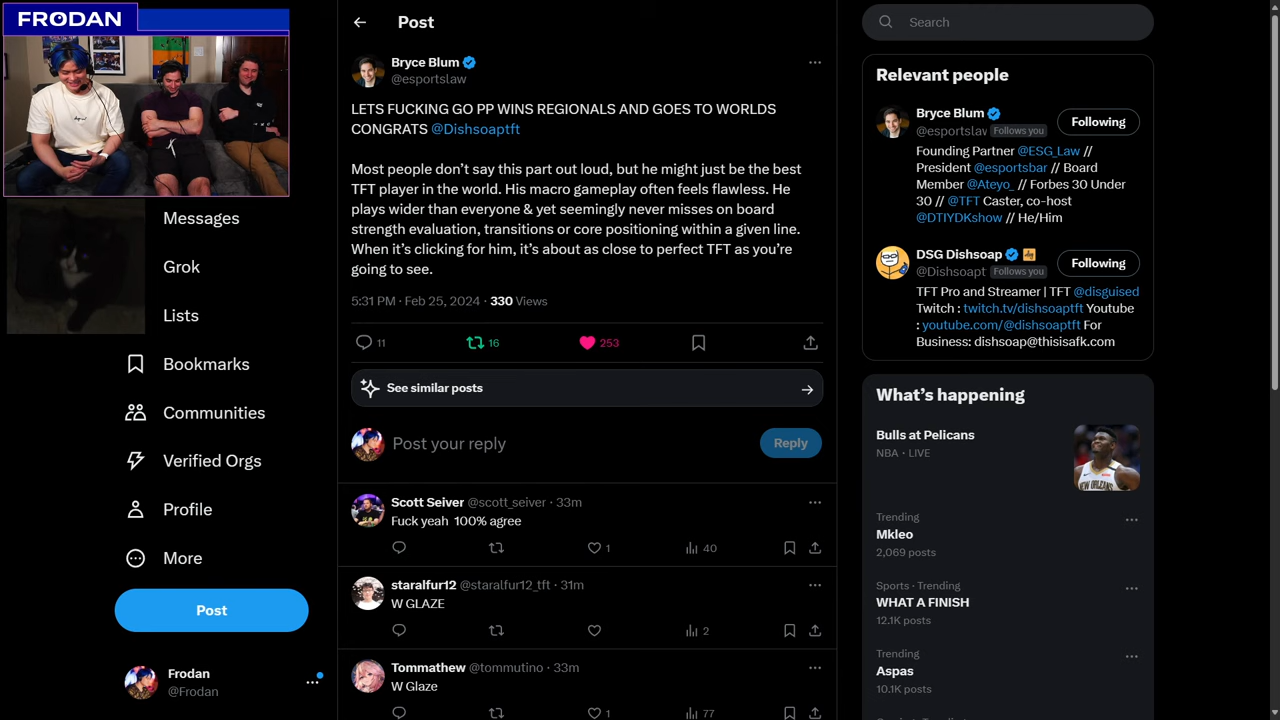 FRODAN
Messages
Grok
Lists
Bookmarks
Communities
Verified Orgs
Profile
More
Post
Frodan
@Frodan
Post
Bryce Blum
@esportslaw
LETS FUCKING GO PP WINS REGIONALS AND GOES TO WORLDS
CONGRATS @Dishsoaptft
Most people don’t say this part out loud, but he might just be the best
TFT player in the world. His macro gameplay often feels flawless. He
plays wider than everyone & yet seemingly never misses on board
strength evaluation, transitions or core positioning within a given line.
When it’s clicking for him, it’s about as close to perfect TFT as you’re
going to see.
5:31 PM · Feb 25, 2024 · 330 Views
11 16 253
See similar posts
Post your reply
Reply
Scott Seiver @scott_seiver · 33m
Fuck yeah 100% agree
1 40
staralfur12 @staralfur12_tft · 31m
W GLAZE
2
Tommathew @tommutino · 33m
W Glaze
1 77
Search
Relevant people
Bryce Blum
@esportslaw Follows you
Following
Founding Partner @ESG_Law //
President @esportsbar // Board
Member @Ateyo_ // Forbes 30 Under
30 // @TFT Caster, co-host
@DTIYDKshow // He/Him
DSG Dishsoap
@Dishsoapt Follows you
Following
TFT Pro and Streamer | TFT @disguised
Twitch : twitch.tv/dishsoaptft Youtube
: youtube.com/@dishsoaptft For
Business: dishsoap@thisisafk.com
What’s happening
Bulls at Pelicans
NBA · LIVE
NEW ORLEANS
Trending
Mkleo
2,069 posts
Sports · Trending
WHAT A FINISH
12.1K posts
Trending
Aspas
10.1K posts